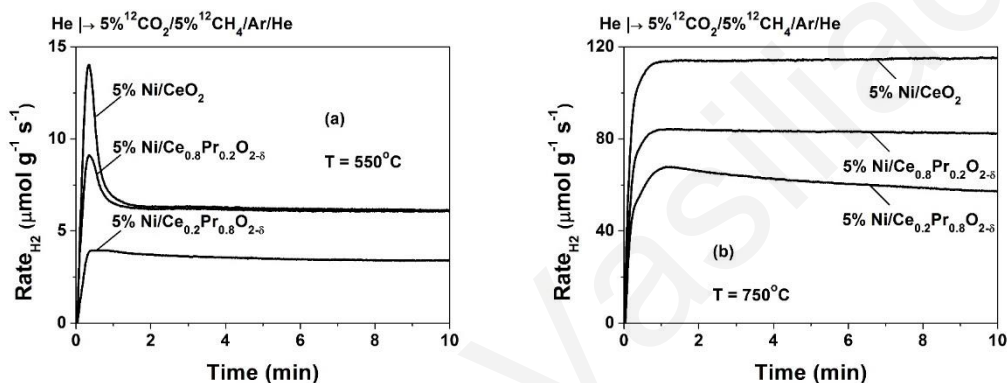 He |→ 5%¹²CO₂/5%¹²CH₄/Ar/He
15
10
5
0
Rate_H2 (μmol g⁻¹ s⁻¹)
5% Ni/CeO₂
(a)
5% Ni/Ce₀.₈Pr₀.₂O₂₋δ
T = 550°C
5% Ni/Ce₀.₂Pr₀.₈O₂₋δ
0 2 4 6 8 10
Time (min)
He |→ 5%¹²CO₂/5%¹²CH₄/Ar/He
120
80
40
0
Rate_H2 (μmol g⁻¹ s⁻¹)
5% Ni/CeO₂
5% Ni/Ce₀.₈Pr₀.₂O₂₋δ
5% Ni/Ce₀.₂Pr₀.₈O₂₋δ
(b)
T = 750°C
0 2 4 6 8 10
Time (min)
Vasilia